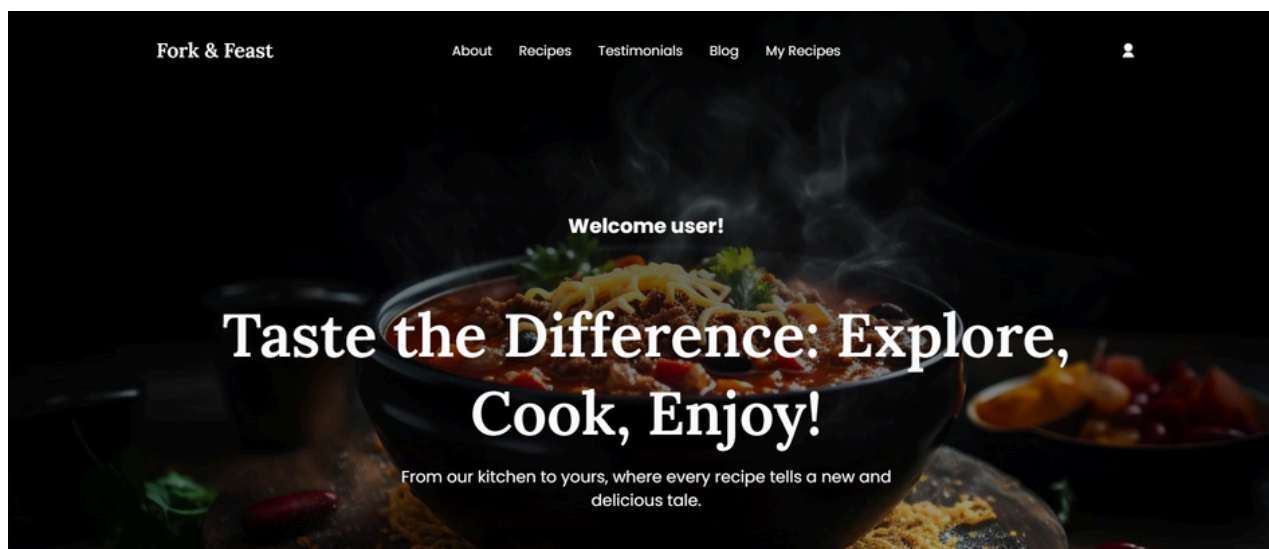 Fork & Feast
About Recipes Testimonials Blog My Recipes
Welcome user!
Taste the Difference: Explore,
Cook, Enjoy!
From our kitchen to yours, where every recipe tells a new and
delicious tale.